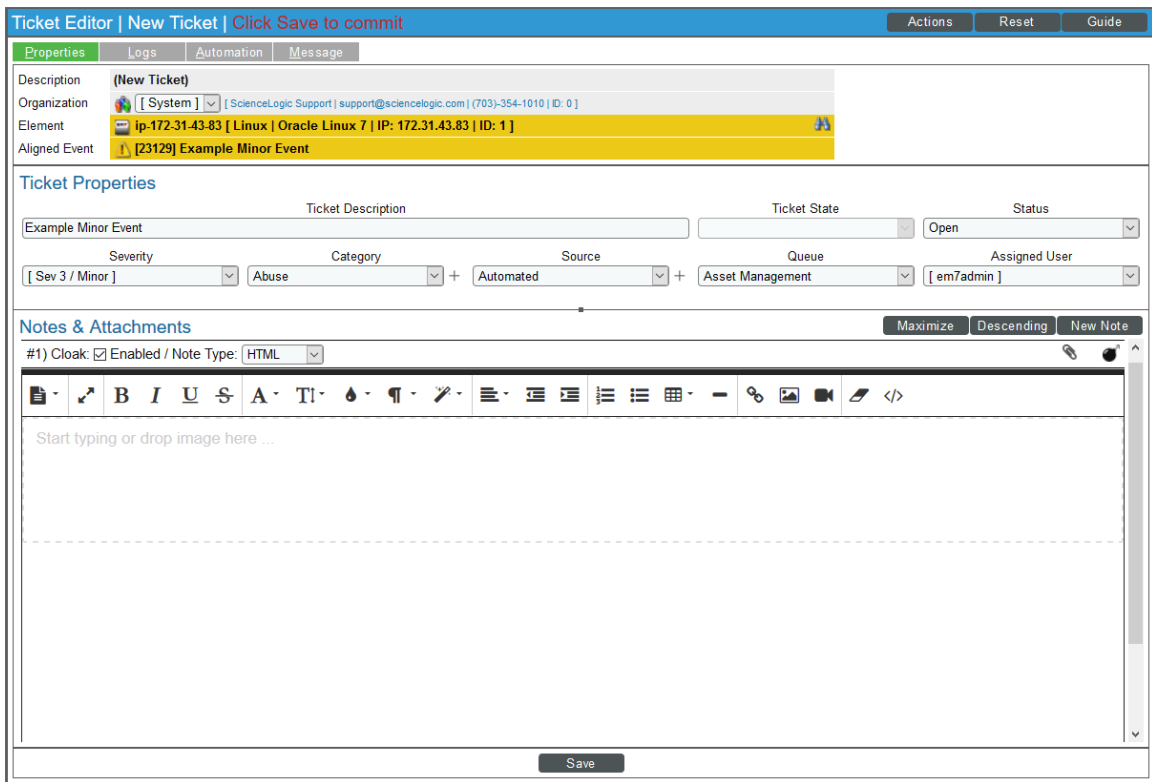 Ticket Editor | New Ticket | Click Save to commit Actions Reset Guide
Properties Logs Automation Message
Description (New Ticket)
Organization [ System ] [ ScienceLogic Support | support@sciencelogic.com | (703)-354-1010 | ID: 0 ]
Element ip-172-31-43-83 [ Linux | Oracle Linux 7 | IP: 172.31.43.83 | ID: 1 ]
Aligned Event [23129] Example Minor Event
Ticket Properties
Ticket Description Ticket State Status
Example Minor Event Open
Severity Category Source Queue Assigned User
[ Sev 3 / Minor ] Abuse + Automated + Asset Management [ em7admin ]
Notes & Attachments Maximize Descending New Note
#1) Cloak: Enabled / Note Type: HTML
B I U S A T
Start typing or drop image here ...
Save